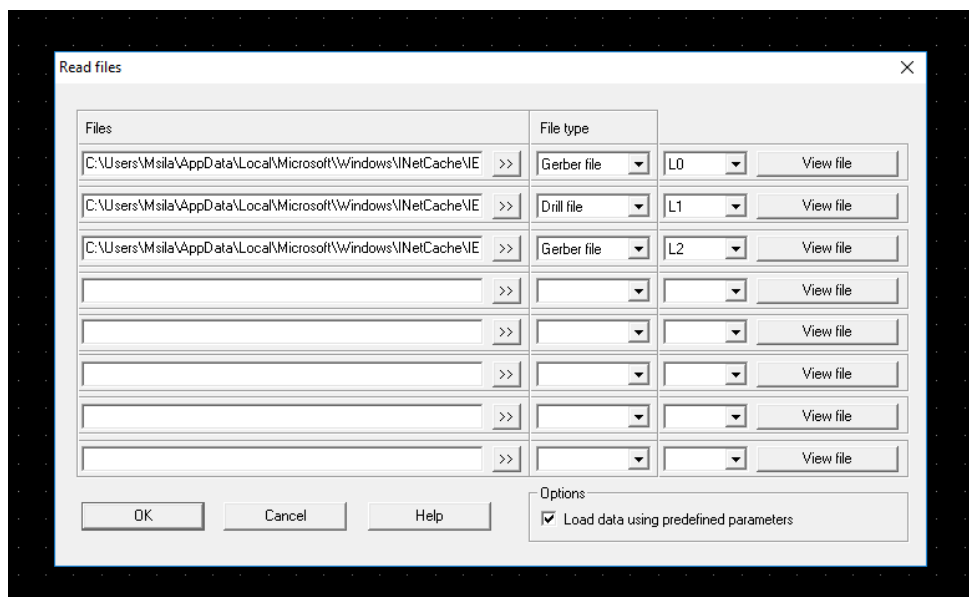 Read files
Files File type
C:\Users\Msila\AppData\Local\Microsoft\Windows\INetCache\IE >> Gerber file L0 View file
C:\Users\Msila\AppData\Local\Microsoft\Windows\INetCache\IE >> Drill file L1 View file
C:\Users\Msila\AppData\Local\Microsoft\Windows\INetCache\IE >> Gerber file L2 View file
>> View file
>> View file
>> View file
>> View file
>> View file
Options
OK Cancel Help Load data using predefined parameters